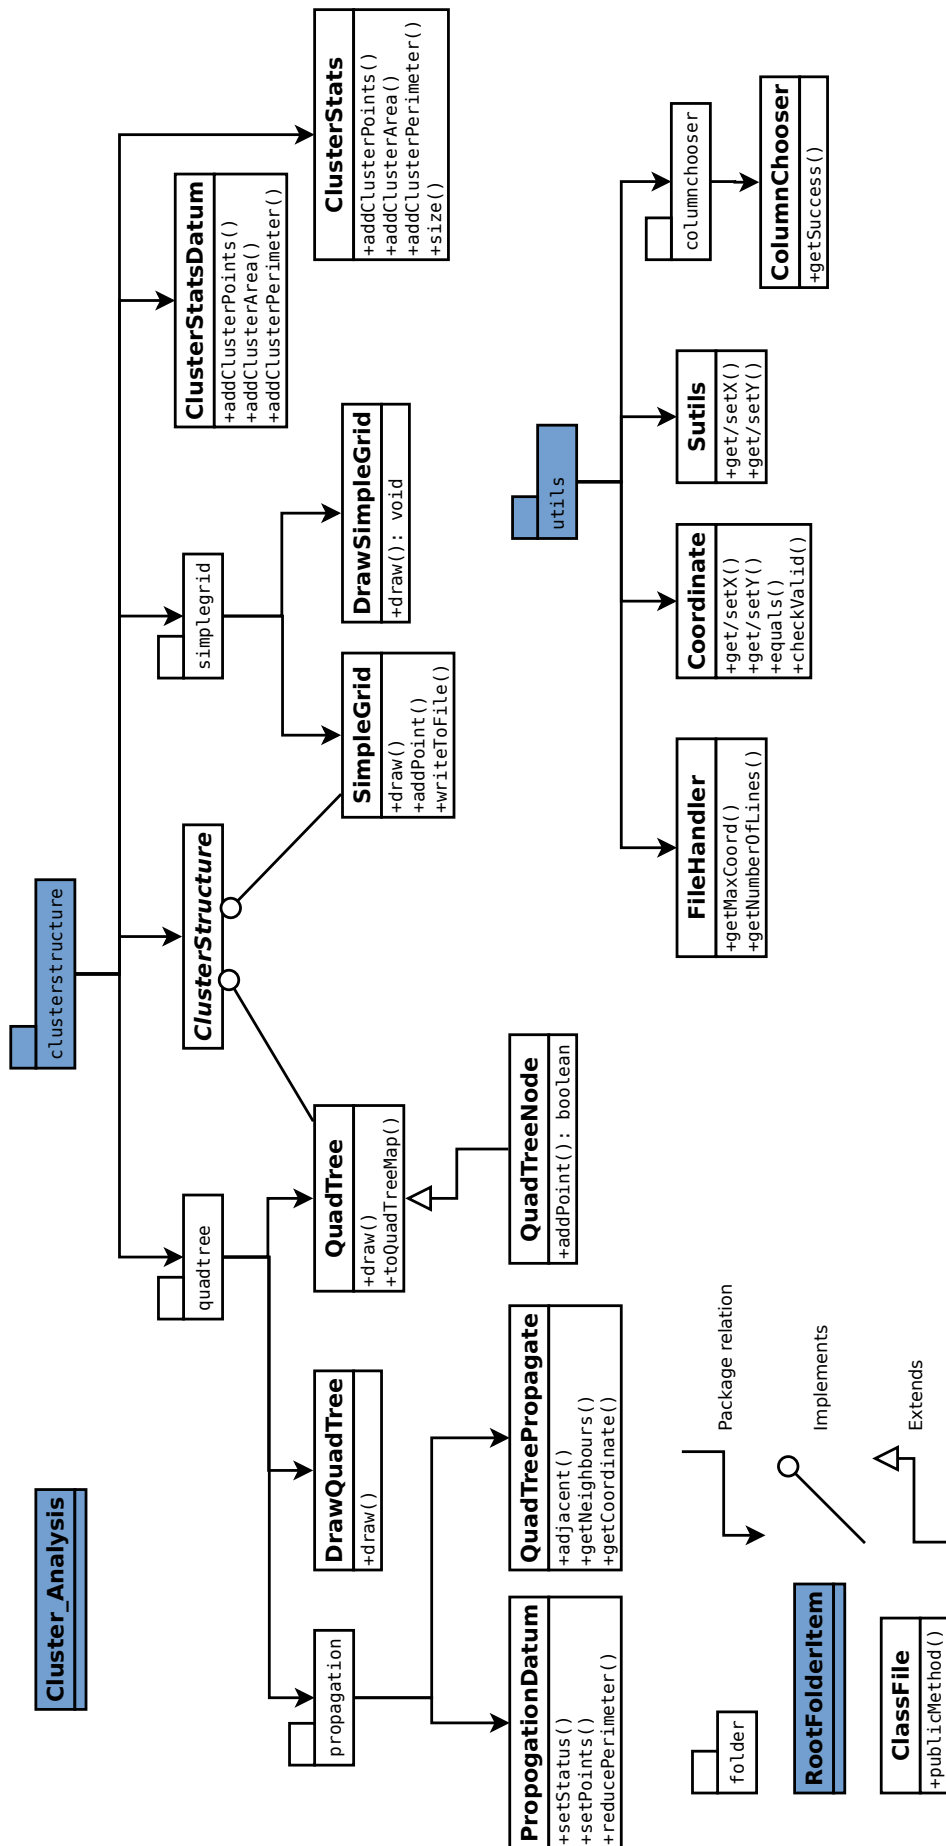 Cluster_Analysis
clusterstructure
quadtree
ClusterStructure
simplegrid
ClusterStatsDatum
+addClusterPoints()
+addClusterArea()
+addClusterPerimeter()
ClusterStats
+addClusterPoints()
+addClusterArea()
+addClusterPerimeter()
+size()
propagation
DrawQuadTree
+draw()
QuadTree
+draw()
+toQuadTreeMap()
SimpleGrid
+draw()
+addPoint()
+writeToFile()
DrawSimpleGrid
+draw(): void
PropogationDatum
+setStatus()
+setPoints()
+reducePerimeter()
QuadTreePropagate
+adjacent()
+getNeighbours()
+getCoordinate()
QuadTreeNode
+addPoint(): boolean
utils
FileHandler
+getMaxCoord()
+getNumberOfLines()
Coordinate
+get/setX()
+get/setY()
+equals()
+checkValid()
Sutils
+get/setX()
+get/setY()
columnchooser
ColumnChooser
+getSuccess()
folder
Package relation
RootFolderItem
Implements
ClassFile
+publicMethod()
Extends